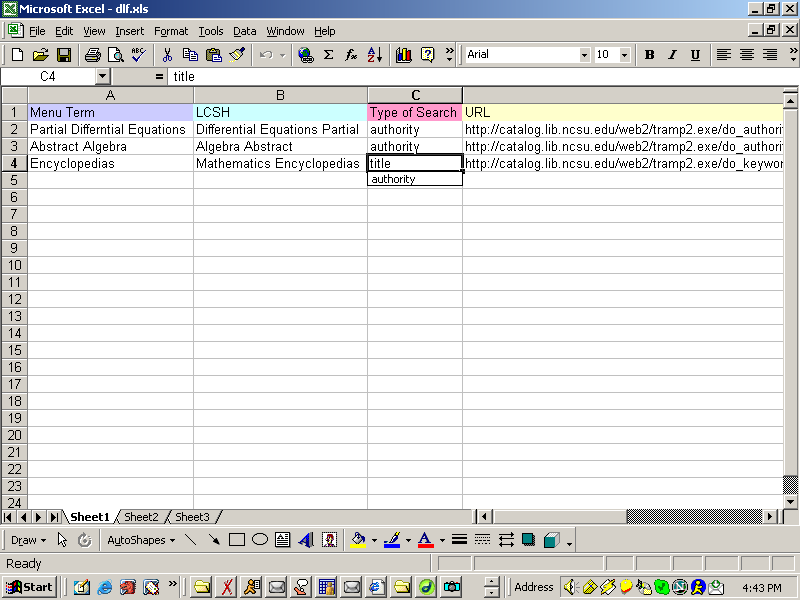 Microsoft Excel - dlf.xls
File Edit View Insert Format Tools Data Window Help
Arial 10 B I U
C4 = title
A B C
1 Menu Term LCSH Type of Search URL
2 Partial Differntial Equations Differential Equations Partial authority http://catalog.lib.ncsu.edu/web2/tramp2.exe/do_authori
3 Abstract Algebra Algebra Abstract authority http://catalog.lib.ncsu.edu/web2/tramp2.exe/do_authori
4 Encyclopedias Mathematics Encyclopedias title http://catalog.lib.ncsu.edu/web2/tramp2.exe/do_keywor
5 authority
6
7
8
9
10
11
12
13
14
15
16
17
18
19
20
21
22
23
24
Sheet1 Sheet2 Sheet3
Draw AutoShapes
Ready
Start Address 4:43 PM